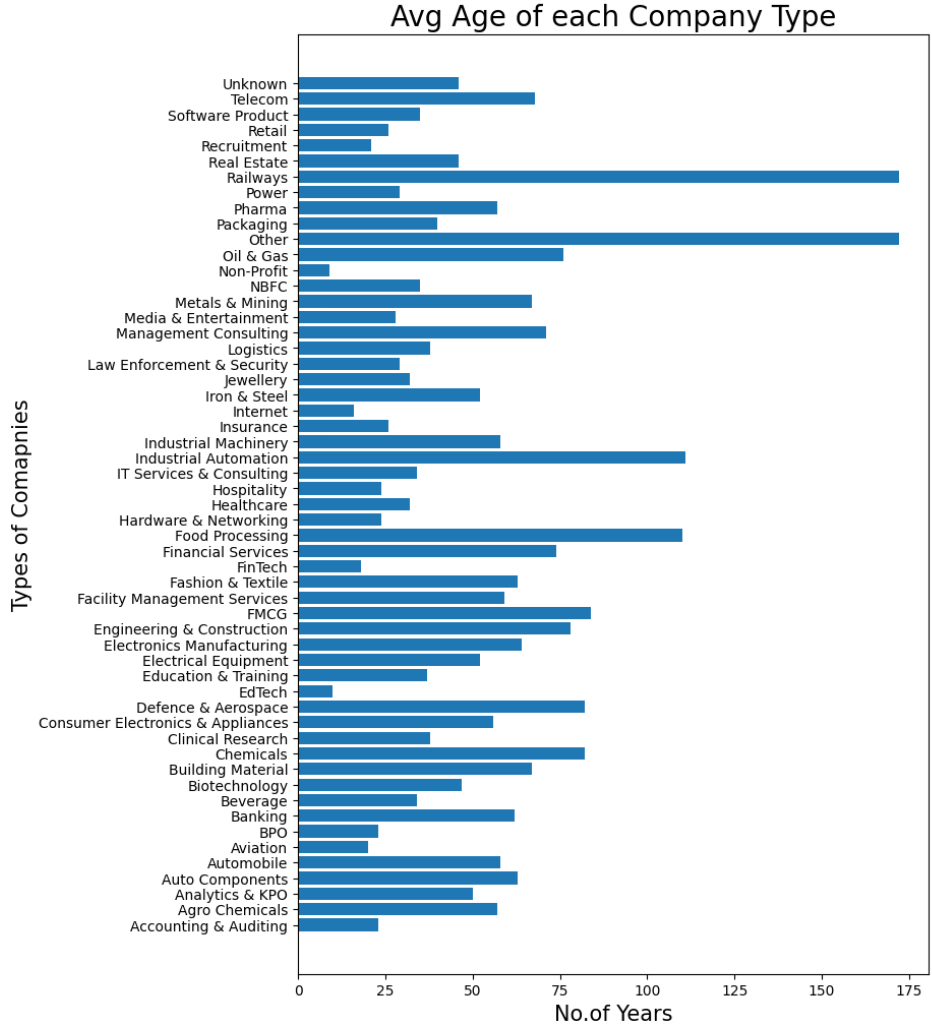 Avg Age of each Company Type
Unknown
Telecom
Software Product
Retail
Recruitment
Real Estate
Railways
Power
Pharma
Packaging
Other
Oil & Gas
Non-Profit
NBFC
Metals & Mining
Media & Entertainment
Management Consulting
Logistics
Law Enforcement & Security
Jewellery
Iron & Steel
Internet
Insurance
Industrial Machinery
Industrial Automation
IT Services & Consulting
Hospitality
Healthcare
Hardware & Networking
Food Processing
Financial Services
FinTech
Fashion & Textile
Facility Management Services
FMCG
Engineering & Construction
Electronics Manufacturing
Electrical Equipment
Education & Training
EdTech
Defence & Aerospace
Consumer Electronics & Appliances
Clinical Research
Chemicals
Building Material
Biotechnology
Beverage
Banking
BPO
Aviation
Automobile
Auto Components
Analytics & KPO
Agro Chemicals
Accounting & Auditing
Types of Comapnies
0 25 50 75 100 125 150 175
No.of Years